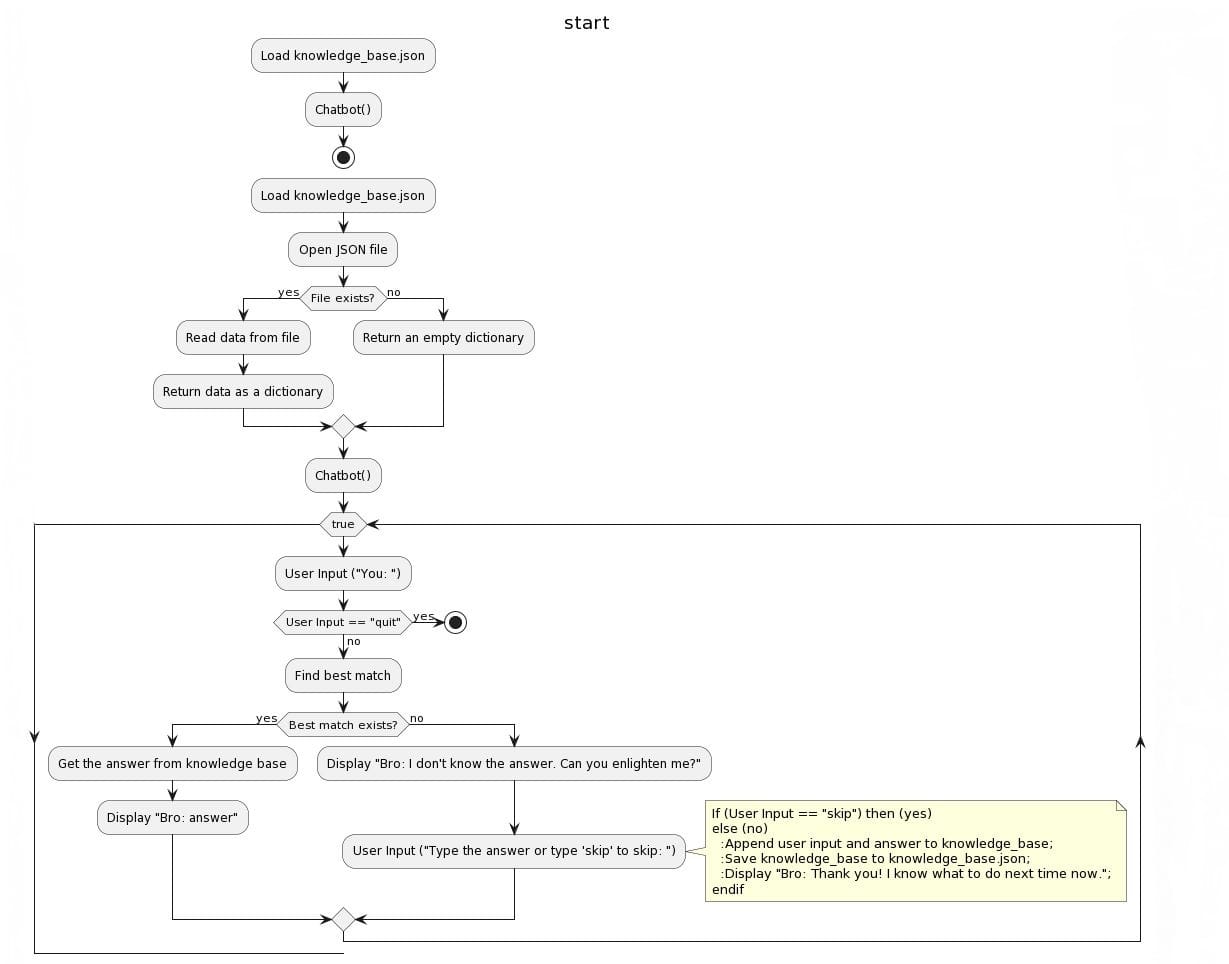 start
Load knowledge_base.json
Chatbot()
Load knowledge_base.json
Open JSON file
yes
File exists?
no
Read data from file
Return an empty dictionary
Return data as a dictionary
Chatbot()
true
User Input ("You: ")
User Input == "quit"
yes
no
Find best match
yes
Best match exists?
no
Get the answer from knowledge base
Display "Bro: I don't know the answer. Can you enlighten me?"
Display "Bro: answer"
User Input ("Type the answer or type 'skip' to skip: ")
If (User Input == "skip") then (yes)
else (no)
:Append user input and answer to knowledge_base;
:Save knowledge_base to knowledge_base.json;
:Display "Bro: Thank you! I know what to do next time now.";
endif